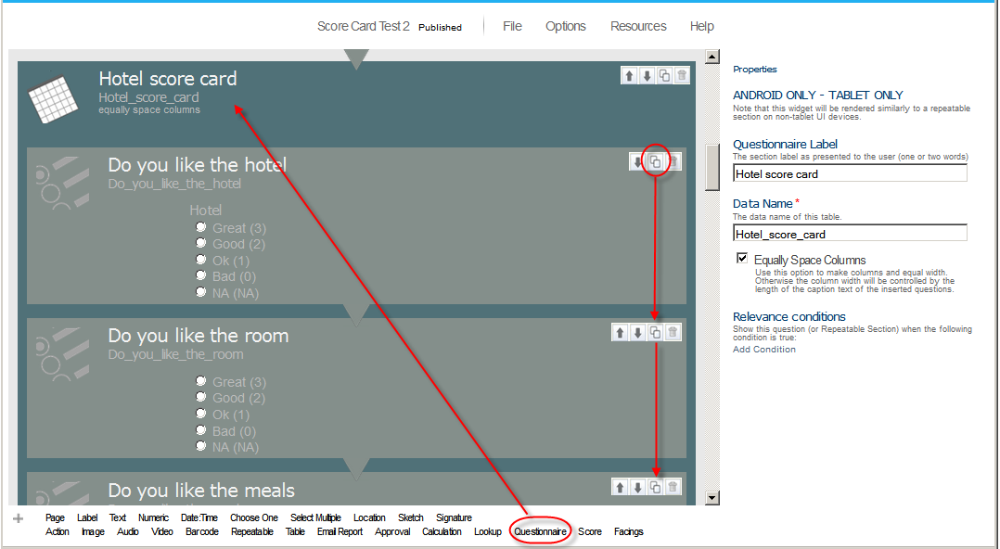 Score Card Test 2 Published File Options Resources Help
Hotel score card
Hotel_score_card
equally space columns
Do you like the hotel
Do_you_like_the_hotel
Hotel
Great (3)
Good (2)
Ok (1)
Bad (0)
NA (NA)
Do you like the room
Do_you_like_the_room
Great (3)
Good (2)
Ok (1)
Bad (0)
NA (NA)
Do you like the meals
Properties
ANDROID ONLY - TABLET ONLY
Note that this widget will be rendered similarly to a repeatable
section on non-tablet UI devices.
Questionnaire Label
The section label as presented to the user (one or two words)
Hotel score card
Data Name*
The data name of this table.
Hotel_score_card
Equally Space Columns
Use this option to make columns and equal width.
Otherwise the column width will be controlled by the
length of the caption text of the inserted questions.
Relevance conditions
Show this question (or Repeatable Section) when the following
condition is true:
Add Condition
Page Label Text Numeric Date:Time Choose One Select Multiple Location Sketch Signature
Action Image Audio Video Barcode Repeatable Table Email Report Approval Calculation Lookup Questionnaire Score Facings